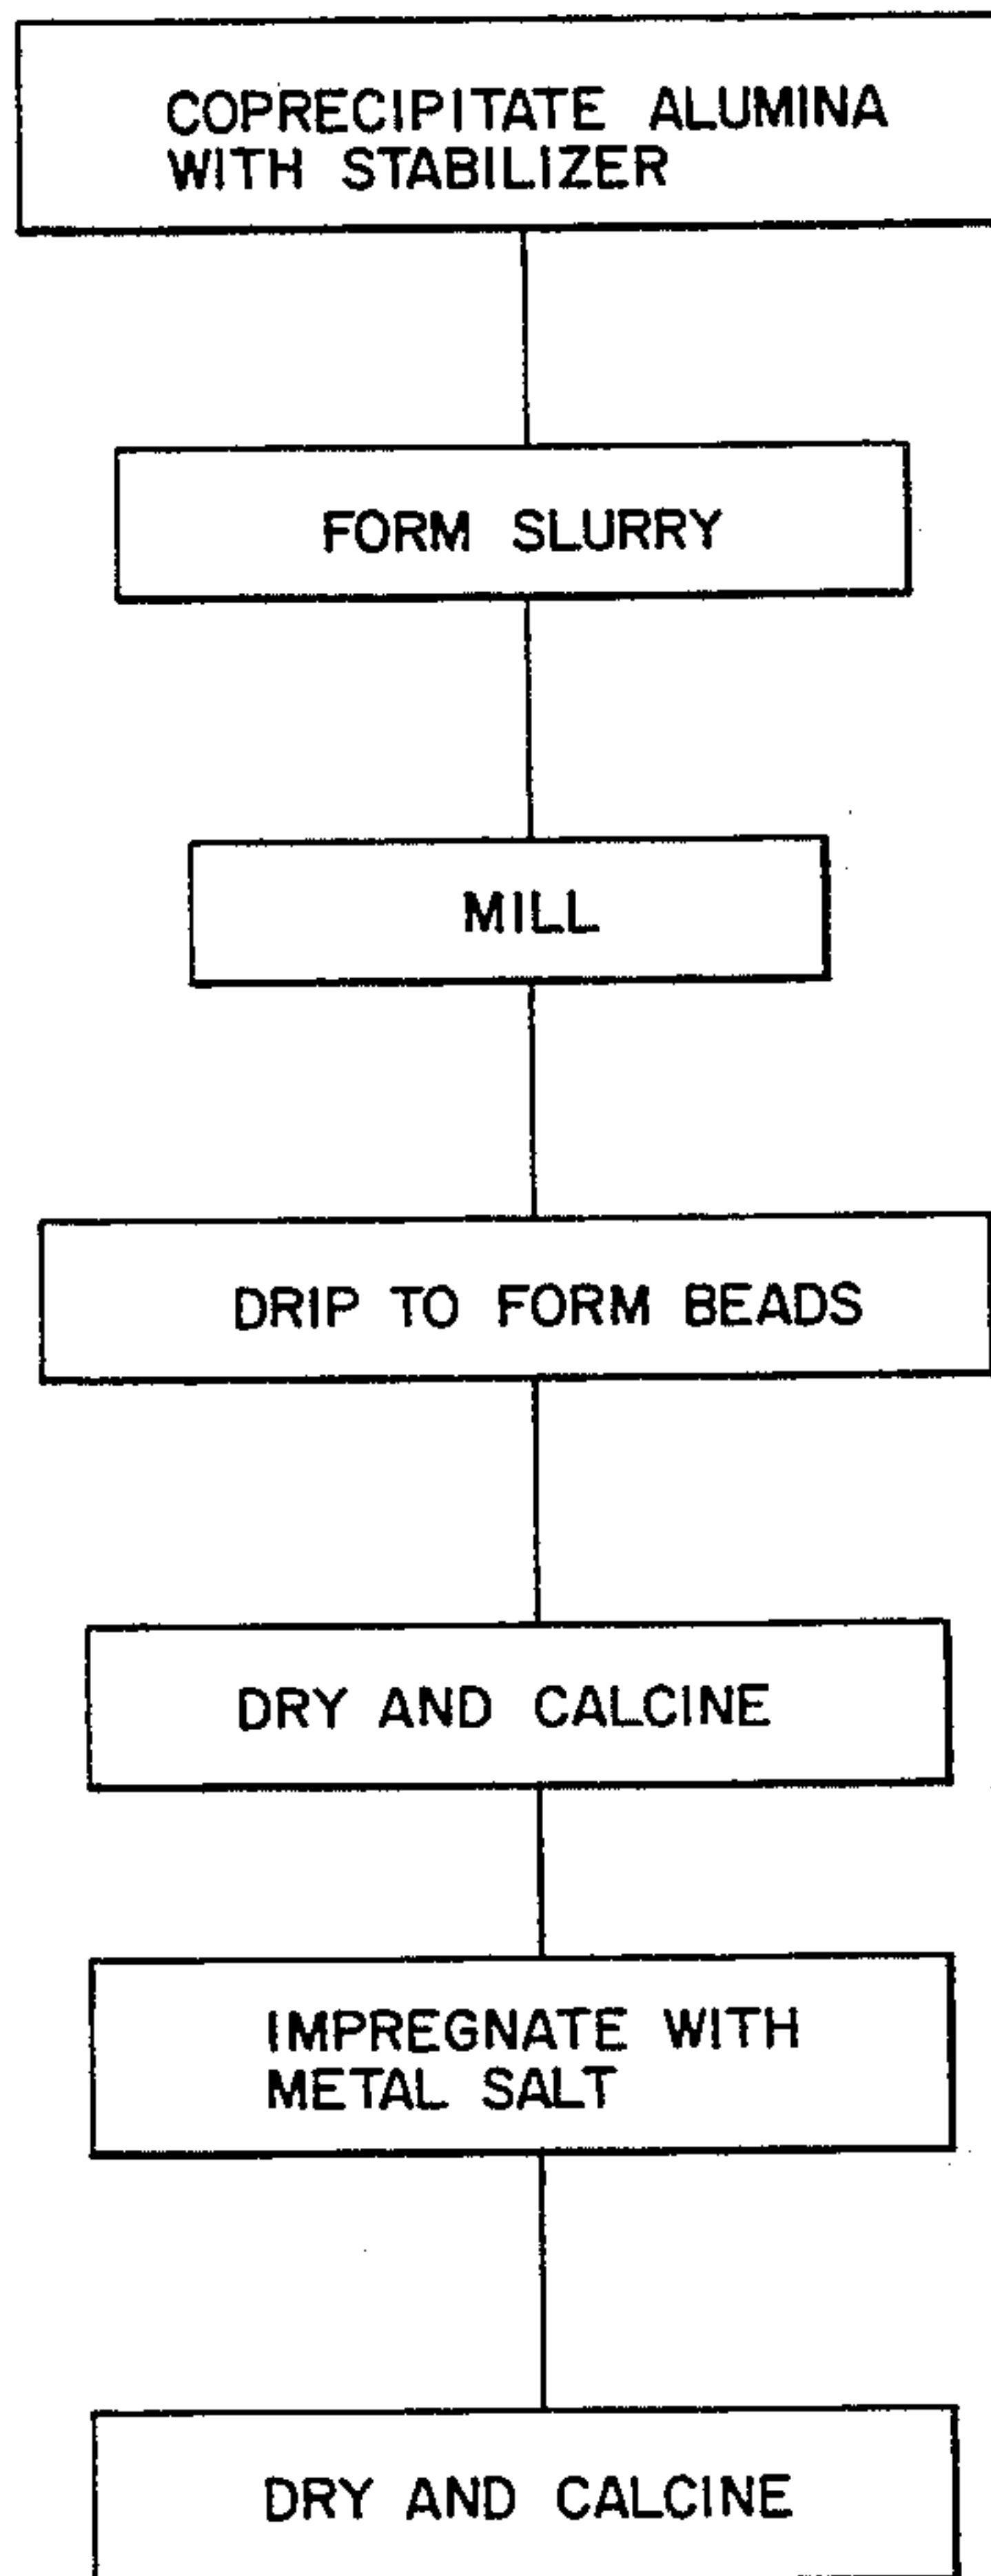 COPRECIPITATE ALUMINA
WITH STABILIZER
FORM SLURRY
MILL
DRIP TO FORM BEADS
DRY AND CALCINE
IMPREGNATE WITH
METAL SALT
DRY AND CALCINE